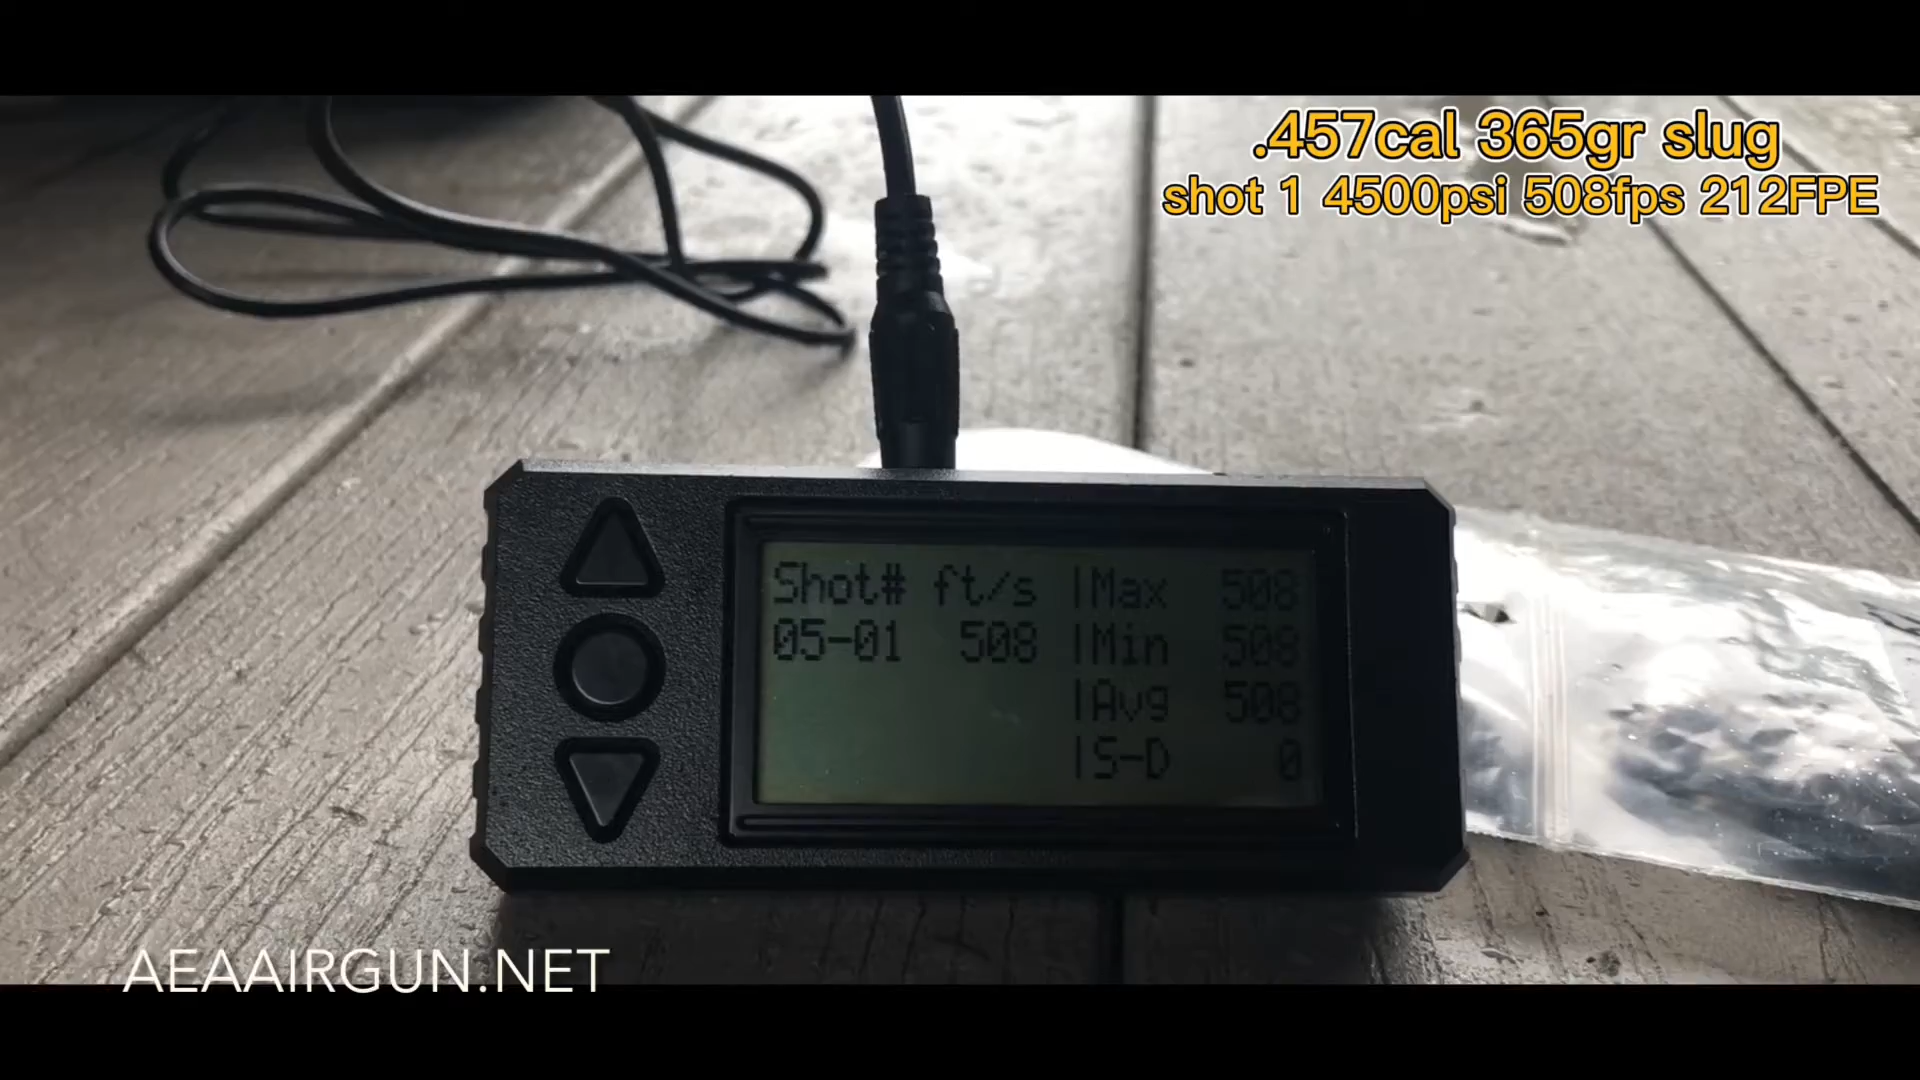 .457cal 365gr slug
shot 1 4500psi 508fps 212FPE
Shot# ft/s |Max 508
05-01 508 |Min 508
|Avg 508
|S-D 0
AEAAIRGUN.NET